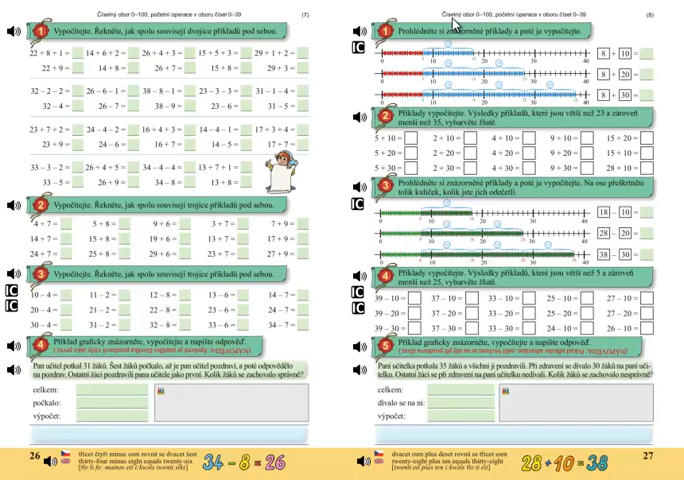 Číselný obor 0–100, početní operace v oboru čísel 0–39 (7)
1 Vypočítejte. Řekněte, jak spolu souvisejí dvojice příkladů pod sebou.
22 + 8 + 1 = 14 + 6 + 2 = 26 + 4 + 3 = 15 + 5 + 3 = 29 + 1 + 2 =
22 + 9 = 14 + 8 = 26 + 7 = 15 + 8 = 29 + 3 =
32 – 2 – 2 = 26 – 6 – 1 = 38 – 8 – 1 = 23 – 3 – 3 = 31 – 1 – 4 =
32 – 4 = 26 – 7 = 38 – 9 = 23 – 6 = 31 – 5 =
23 + 7 + 2 = 24 – 4 – 2 = 16 + 4 + 3 = 14 – 4 – 1 = 17 + 3 + 4 =
23 + 9 = 24 – 6 = 16 + 7 = 14 – 5 = 17 + 7 =
33 – 3 – 2 = 26 + 4 + 5 = 34 – 4 – 4 = 13 + 7 + 1 =
33 – 5 = 26 + 9 = 34 – 8 = 13 + 8 =
2 Vypočítejte. Řekněte, jak spolu souvisejí trojice příkladů pod sebou.
4 + 7 = 5 + 8 = 9 + 6 = 3 + 7 = 7 + 9 =
14 + 7 = 15 + 8 = 19 + 6 = 13 + 7 = 17 + 9 =
24 + 7 = 25 + 8 = 29 + 6 = 23 + 7 = 27 + 9 =
3 Vypočítejte. Řekněte, jak spolu souvisejí trojice příkladů pod sebou.
10 – 4 = 11 – 2 = 12 – 8 = 13 – 6 = 14 – 7 =
20 – 4 = 21 – 2 = 22 – 8 = 23 – 6 = 24 – 7 =
30 – 4 = 31 – 2 = 32 – 8 = 33 – 6 = 34 – 7 =
4 Příklad graficky znázorněte, vypočítejte a napište odpověď.
Pan učitel potkal 31 žáků. Šest žáků počkalo, až je pan učitel pozdraví, a poté odpovědělo
na pozdrav. Ostatní žáci pozdravili pana učitele jako první. Kolik žáků se zachovalo správně?
celkem:
počkalo:
výpočet:
26 třicet čtyři minus osm rovná se dvacet šest
thirty-four minus eight equals twenty-six
34 – 8 = 26
Číselný obor 0–100, početní operace v oboru čísel 0–39 (8)
1 Prohlédněte si znázorněné příklady a poté je vypočítejte.
8 + 10 =
8 + 20 =
8 + 30 =
2 Příklady vypočítejte. Výsledky příkladů, které jsou větší než 23 a zároveň
menší než 35, vybarvěte žlutě.
5 + 10 = 2 + 10 = 4 + 10 = 9 + 10 = 15 + 20 =
5 + 20 = 2 + 20 = 4 + 20 = 9 + 20 = 15 + 10 =
5 + 30 = 2 + 30 = 4 + 30 = 9 + 30 = 28 + 10 =
3 Prohlédněte si znázorněné příklady a poté je vypočítejte. Na ose přeškrtněte
tolik kuliček, kolik jste jich odečetli.
18 – 10 =
28 – 20 =
38 – 30 =
4 Příklady vypočítejte. Výsledky příkladů, které jsou větší než 5 a zároveň
menší než 25, vybarvěte žlutě.
39 – 10 = 37 – 10 = 33 – 10 = 25 – 10 = 27 – 10 =
39 – 20 = 37 – 20 = 33 – 20 = 25 – 20 = 27 – 20 =
39 – 30 = 37 – 30 = 33 – 30 = 24 – 10 = 26 – 10 =
5 Příklad graficky znázorněte, vypočítejte a napište odpověď.
Paní učitelka potkala 35 žáků a všichni ji pozdravili. Při zdravení se dívalo 30 žáků na paní uči-
telku. Ostatní žáci se při zdravení na paní učitelku nedívali. Kolik žáků se zachovalo nesprávně?
celkem:
dívalo se na ni:
výpočet:
dvacet osm plus deset rovná se třicet osm
twenty-eight plus ten equals thirty-eight
28 + 10 = 38
27